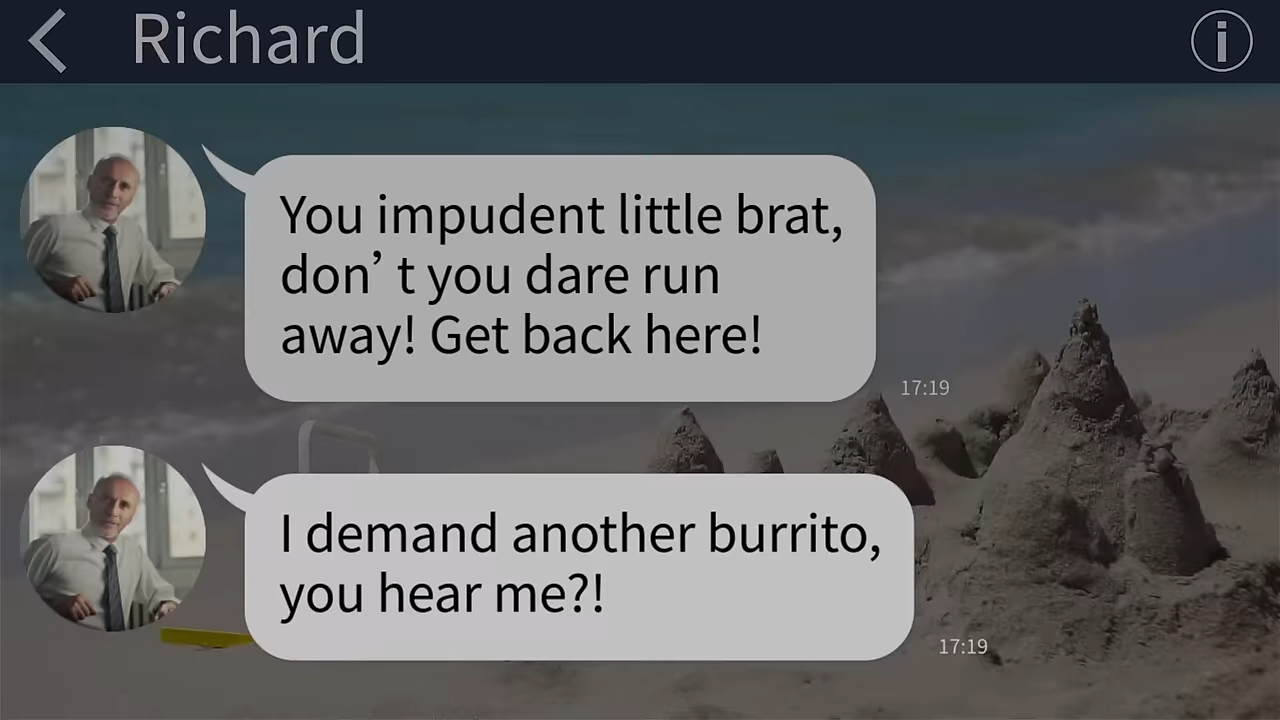 Richard
You impudent little brat,
don’ t you dare run
away! Get back here!
17:19
I demand another burrito,
you hear me?!
17:19